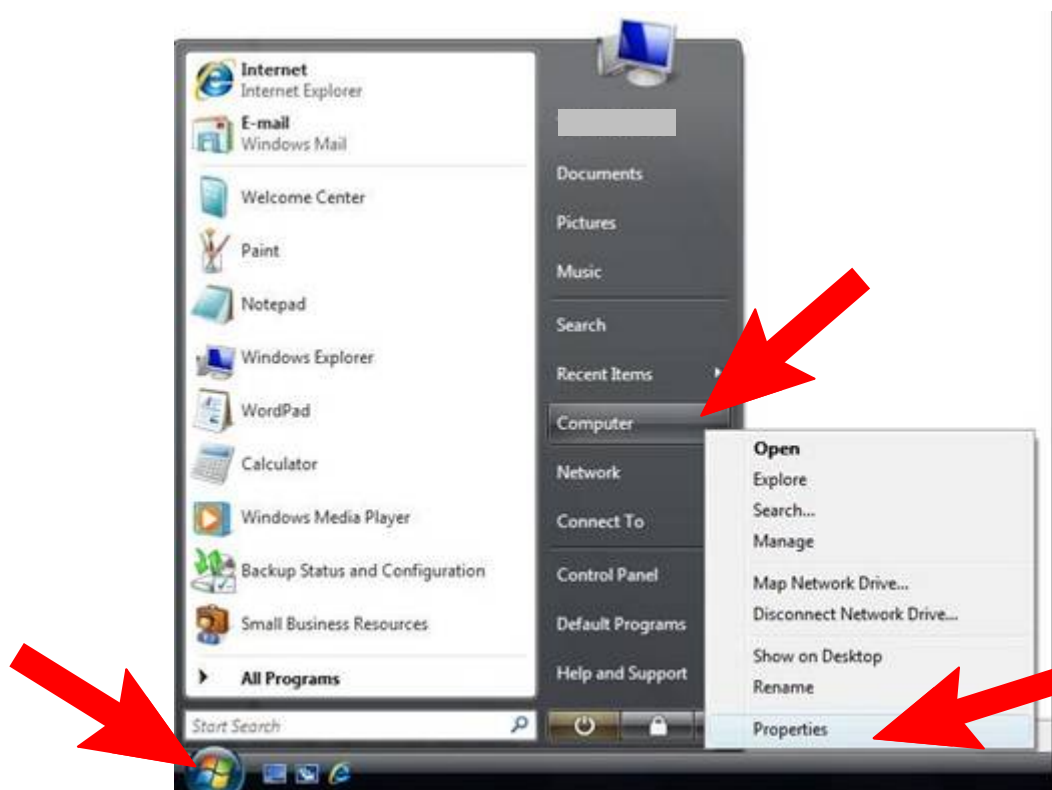 Internet
Internet Explorer
E-mail
Windows Mail
Welcome Center
Paint
Notepad
Windows Explorer
WordPad
Calculator
Windows Media Player
Backup Status and Configuration
Small Business Resources
All Programs
Start Search
Documents
Pictures
Music
Search
Recent Items
Computer
Network
Connect To
Control Panel
Default Programs
Help and Support
Open
Explore
Search...
Manage
Map Network Drive...
Disconnect Network Drive...
Show on Desktop
Rename
Properties